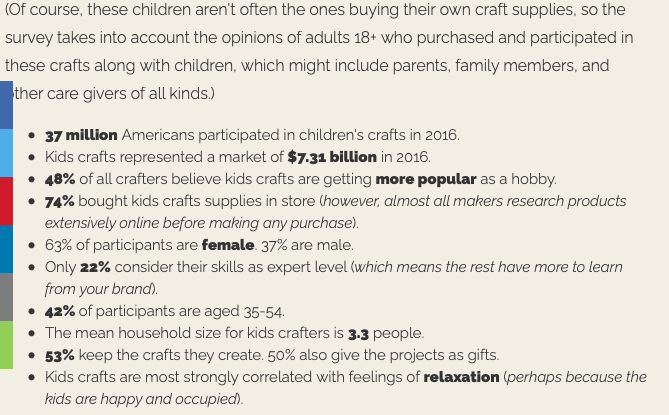 (Of course, these children aren't often the ones buying their own craft supplies, so the
survey takes into account the opinions of adults 18+ who purchased and participated in
these crafts along with children, which might include parents, family members, and
other care givers of all kinds.)
• 37 million Americans participated in children's crafts in 2016.
• Kids crafts represented a market of $7.31 billion in 2016.
• 48% of all crafters believe kids crafts are getting more popular as a hobby.
• 74% bought kids crafts supplies in store (however, almost all makers research products
extensively online before making any purchase).
• 63% of participants are female. 37% are male.
• Only 22% consider their skills as expert level (which means the rest have more to learn
from your brand).
• 42% of participants are aged 35-54.
• The mean household size for kids crafters is 3.3 people.
• 53% keep the crafts they create. 50% also give the projects as gifts.
• Kids crafts are most strongly correlated with feelings of relaxation (perhaps because the
kids are happy and occupied).